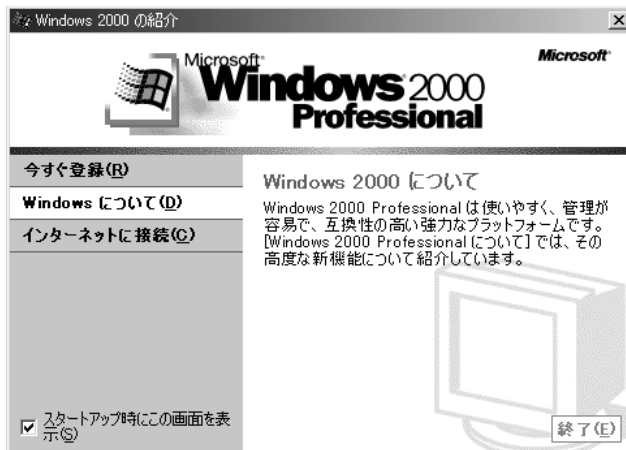 Windows 2000 の紹介
Microsoft
Microsoft
Windows 2000
Professional
今すぐ登録(R)
Windows について(D)
インターネットに接続(C)
Windows 2000 について
Windows 2000 Professional は使いやすく、管理が
容易で、互換性の高い強力なプラットフォームです。
[Windows 2000 Professional について] では、その
高度な新機能について紹介しています。
スタートアップ時にこの画面を表
示(S)
終了(E)